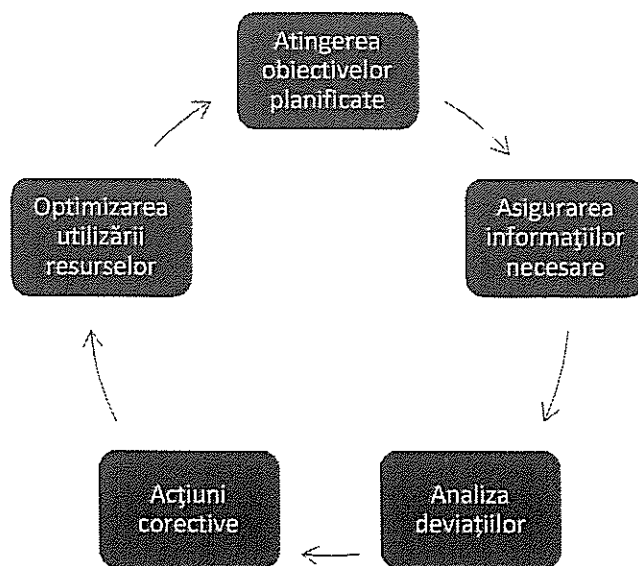 Atingerea
obiectivelor
planificate
Asigurarea
informaţiilor
necesare
Analiza
deviaţiilor
Acţiuni
corective
Optimizarea
utilizării
resurselor